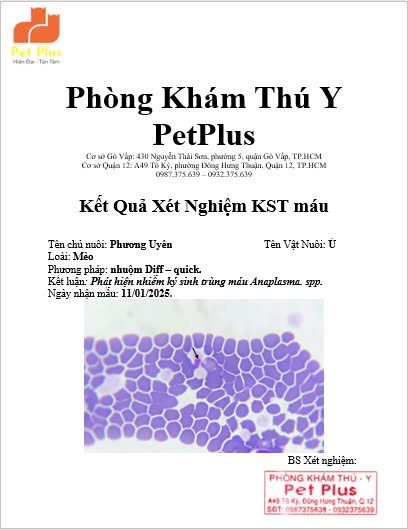 Pet Plus
Hiện Đại - Tận Tâm
Phòng Khám Thú Y
PetPlus
Cơ sở Gò Vấp: 430 Nguyễn Thái Sơn, phường 5, quận Gò Vấp, TP.HCM
Cơ sở Quận 12: A49 Tô Ký, phường Đông Hưng Thuận, Quận 12, TP.HCM
0987.375.639 – 0932.375.639
Kết Quả Xét Nghiệm KST máu
Tên chủ nuôi: Phương Uyên Tên Vật Nuôi: Ú
Loài: Mèo
Phương pháp: nhuộm Diff – quick.
Kết luận: Phát hiện nhiễm ký sinh trùng máu Anaplasma. spp.
Ngày nhận mẫu: 11/01/2025.
BS Xét nghiệm:
PHÒNG KHÁM THÚ - Y
Pet Plus
A49 Tô Ký, Đông Hưng Thuận, Q.12
SĐT: 0987375639 - 0932375639